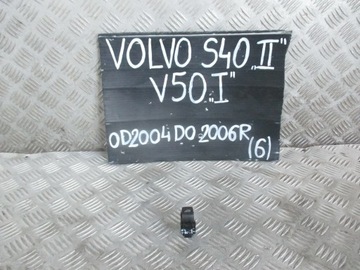 VOLVO S40 „II"
V50 „I"
OD2004 DO 2006R
(6)